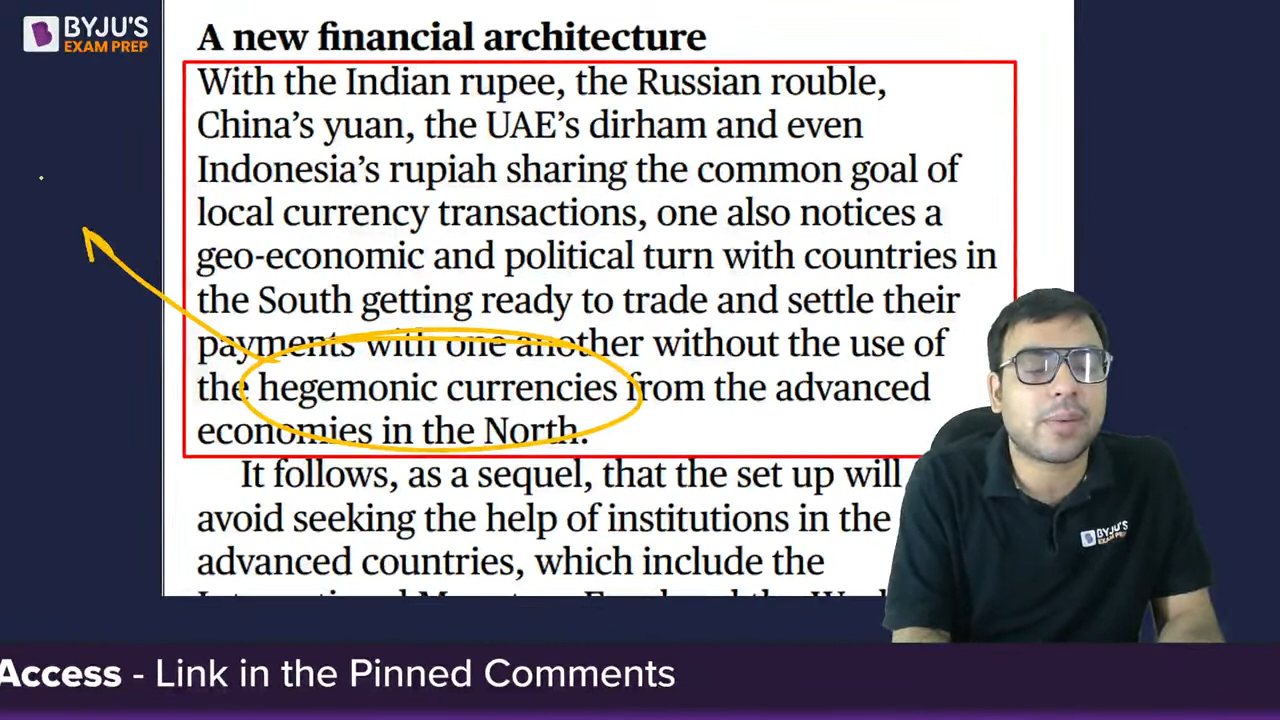 BYJU'S
EXAM PREP
A new financial architecture
With the Indian rupee, the Russian rouble,
China's yuan, the UAE's dirham and even
Indonesia's rupiah sharing the common goal of
local currency transactions, one also notices a
geo-economic and political turn with countries in
the South getting ready to trade and settle their
payments with one another without the use of
the hegemonic currencies from the advanced
economies in the North.
It follows, as a sequel, that the set up will
avoid seeking the help of institutions in the
advanced countries, which include the
BYJU'S
EXAM PREP
Access - Link in the Pinned Comments